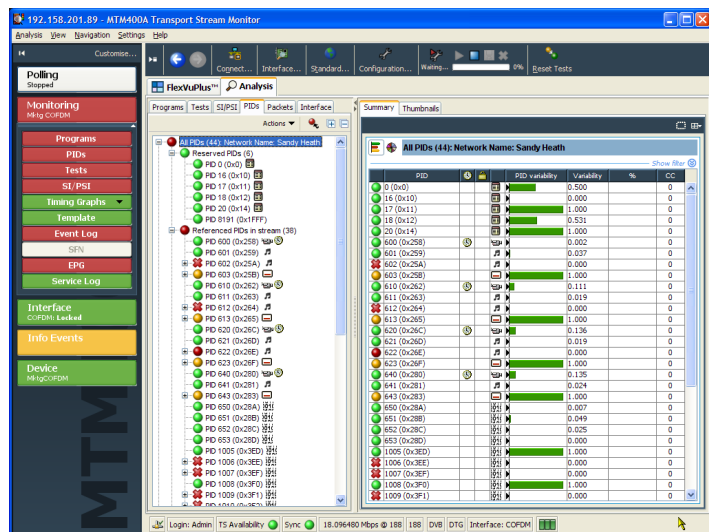 192.158.201.89 - MTM400A Transport Stream Monitor
Analysis View Navigation Settings Help
Customise...
Connect... Interface... Standard... Configuration... Waiting... 0% Reset Tests
Polling
Stopped
FlexVuPlus™ Analysis
Monitoring
Mktg COFDM
Programs Tests SI/PSI PIDs Packets Interface
Summary Thumbnails
Actions
Programs
PIDs
Tests
SI/PSI
Timing Graphs
Template
Event Log
SFN
EPG
Service Log
Interface
COFDM: Locked
Info Events
Device
MktgCOFDM
MTM
All PIDs (44): Network Name: Sandy Heath
Reserved PIDs (6)
PID 0 (0x0)
PID 16 (0x10)
PID 17 (0x11)
PID 18 (0x12)
PID 20 (0x14)
PID 8191 (0x1FFF)
Referenced PIDs in stream (38)
PID 600 (0x258)
PID 601 (0x259)
PID 602 (0x25A)
PID 603 (0x25B)
PID 610 (0x262)
PID 611 (0x263)
PID 612 (0x264)
PID 613 (0x265)
PID 620 (0x26C)
PID 621 (0x26D)
PID 622 (0x26E)
PID 623 (0x26F)
PID 640 (0x280)
PID 641 (0x281)
PID 643 (0x283)
PID 650 (0x28A)
PID 651 (0x28B)
PID 652 (0x28C)
PID 653 (0x28D)
PID 1005 (0x3ED)
PID 1006 (0x3EE)
PID 1007 (0x3EF)
PID 1008 (0x3F0)
PID 1009 (0x3F1)
All PIDs (44): Network Name: Sandy Heath
Show filter
PID PID variability Variability % CC
0 (0x0) 0.500 0
16 (0x10) 0.000 0
17 (0x11) 1.000 0
18 (0x12) 0.531 0
20 (0x14) 1.000 0
600 (0x258) 0.002 0
601 (0x259) 0.037 0
602 (0x25A) 0.000 0
603 (0x25B) 1.000 0
610 (0x262) 0.111 0
611 (0x263) 0.019 0
612 (0x264) 0.000 0
613 (0x265) 1.000 0
620 (0x26C) 0.136 0
621 (0x26D) 0.019 0
622 (0x26E) 0.000 0
623 (0x26F) 1.000 0
640 (0x280) 0.135 0
641 (0x281) 0.024 0
643 (0x283) 1.000 0
650 (0x28A) 0.007 0
651 (0x28B) 0.049 0
652 (0x28C) 0.025 0
653 (0x28D) 0.000 0
1005 (0x3ED) 1.000 0
1006 (0x3EE) 0.000 0
1007 (0x3EF) 0.000 0
1008 (0x3F0) 1.000 0
1009 (0x3F1) 0.000 0
Login: Admin TS Availability Sync 18.096480 Mbps @ 188 188 DVB DTG Interface: COFDM